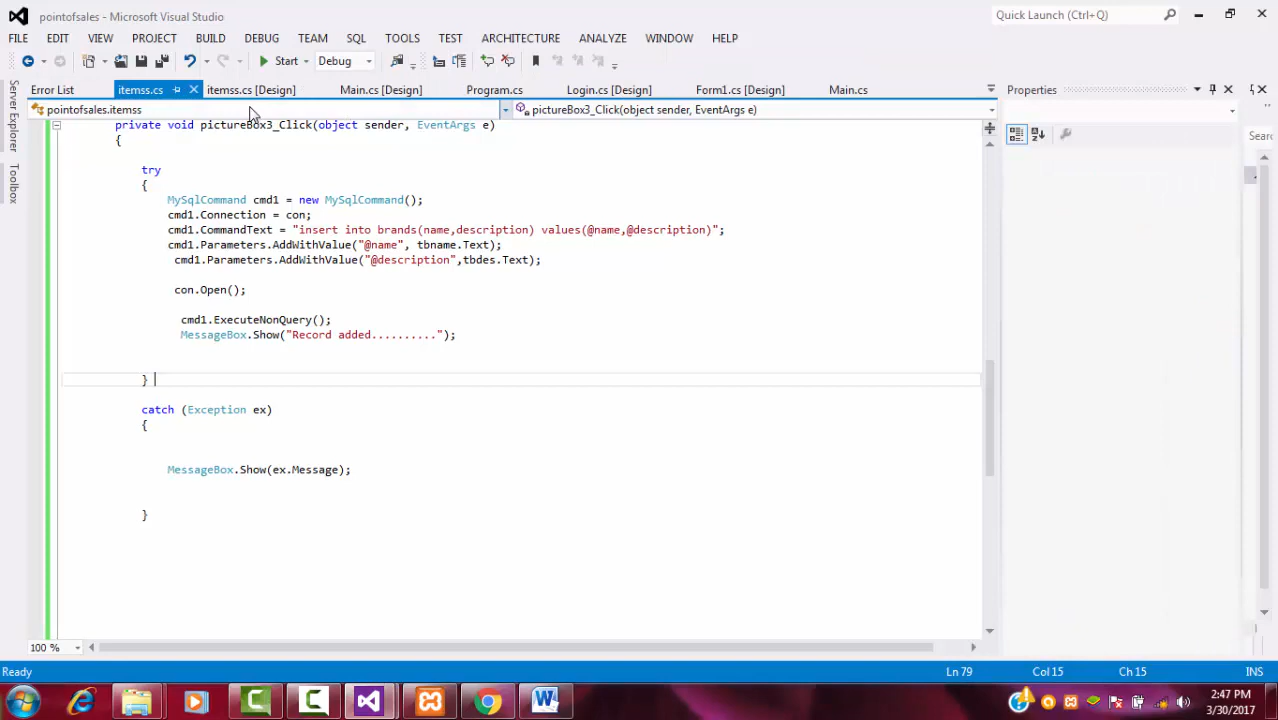 pointofsales - Microsoft Visual Studio
Quick Launch (Ctrl+Q)
FILE EDIT VIEW PROJECT BUILD DEBUG TEAM SQL TOOLS TEST ARCHITECTURE ANALYZE WINDOW HELP
Start Debug
Error List itemss.cs itemss.cs [Design] Main.cs [Design] Program.cs Login.cs [Design] Form1.cs [Design] Main.cs
Properties
pointofsales.itemss pictureBox3_Click(object sender, EventArgs e)
Server Explorer
Toolbox
Searc
private void pictureBox3_Click(object sender, EventArgs e)
{
try
{
MySqlCommand cmd1 = new MySqlCommand();
cmd1.Connection = con;
cmd1.CommandText = "insert into brands(name,description) values(@name,@description)";
cmd1.Parameters.AddWithValue("@name", tbname.Text);
cmd1.Parameters.AddWithValue("@description",tbdes.Text);
con.Open();
cmd1.ExecuteNonQuery();
MessageBox.Show("Record added..........");
}
catch (Exception ex)
{
MessageBox.Show(ex.Message);
}
100 %
Ready Ln 79 Col 15 Ch 15 INS
2:47 PM
3/30/2017